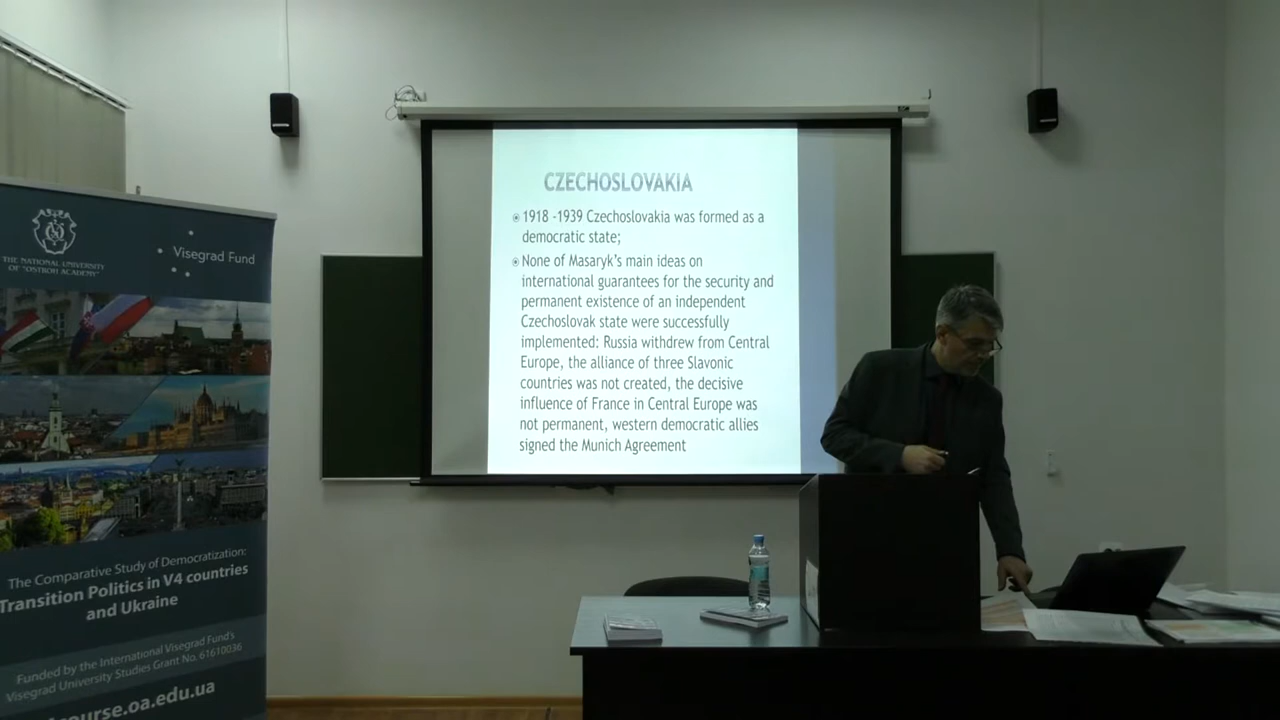 THE NATIONAL UNIVERSITY
OF "OSTROH ACADEMY"
Visegrad Fund
The Comparative Study of Democratization:
Transition Politics in V4 countries
and Ukraine
Funded by the International Visegrad Fund's
Visegrad University Studies Grant No. 61610036
ourse.oa.edu.ua
CZECHOSLOVAKIA
1918 -1939 Czechoslovakia was formed as a
democratic state;
None of Masaryk's main ideas on
international guarantees for the security and
permanent existence of an independent
Czechoslovak state were successfully
implemented: Russia withdrew from Central
Europe, the alliance of three Slavonic
countries was not created, the decisive
influence of France in Central Europe was
not permanent, western democratic allies
signed the Munich Agreement